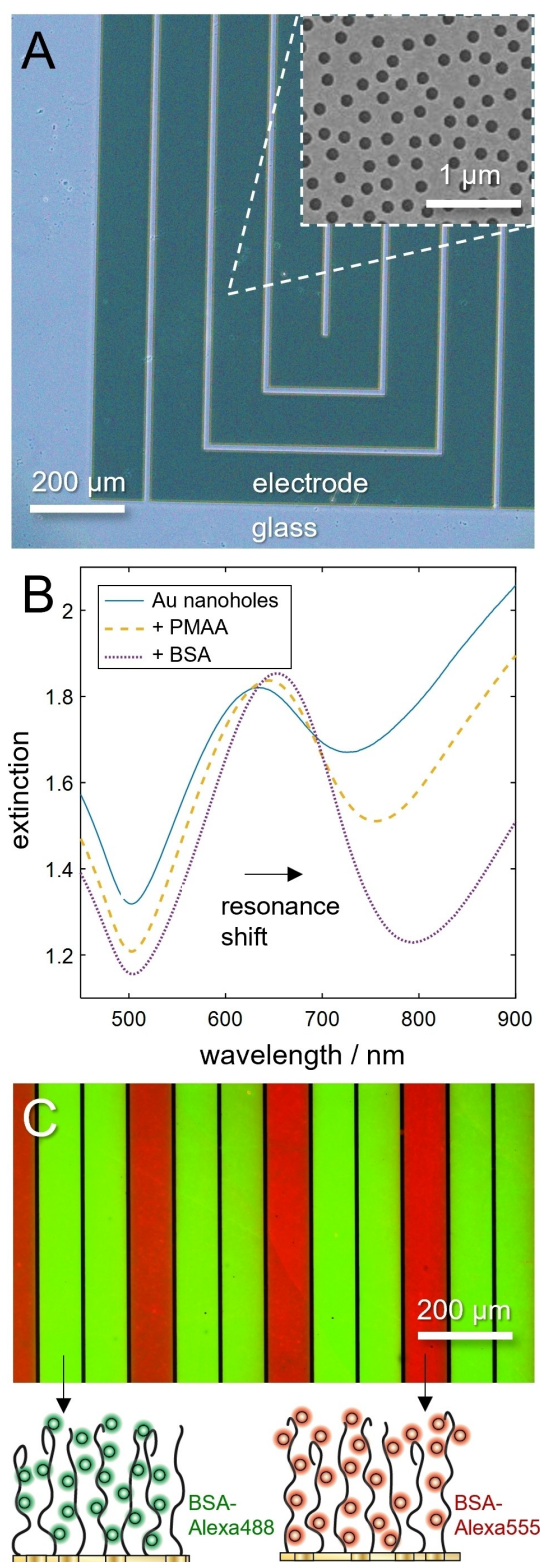 A
1 μm
200 μm
electrode
glass
B
Au nanoholes
+ PMAA
+ BSA
2
1.8
1.6
1.4
1.2
extinction
resonance
shift
500
600
700
800
900
wavelength / nm
C
200 μm
BSA-
Alexa488
BSA-
Alexa555